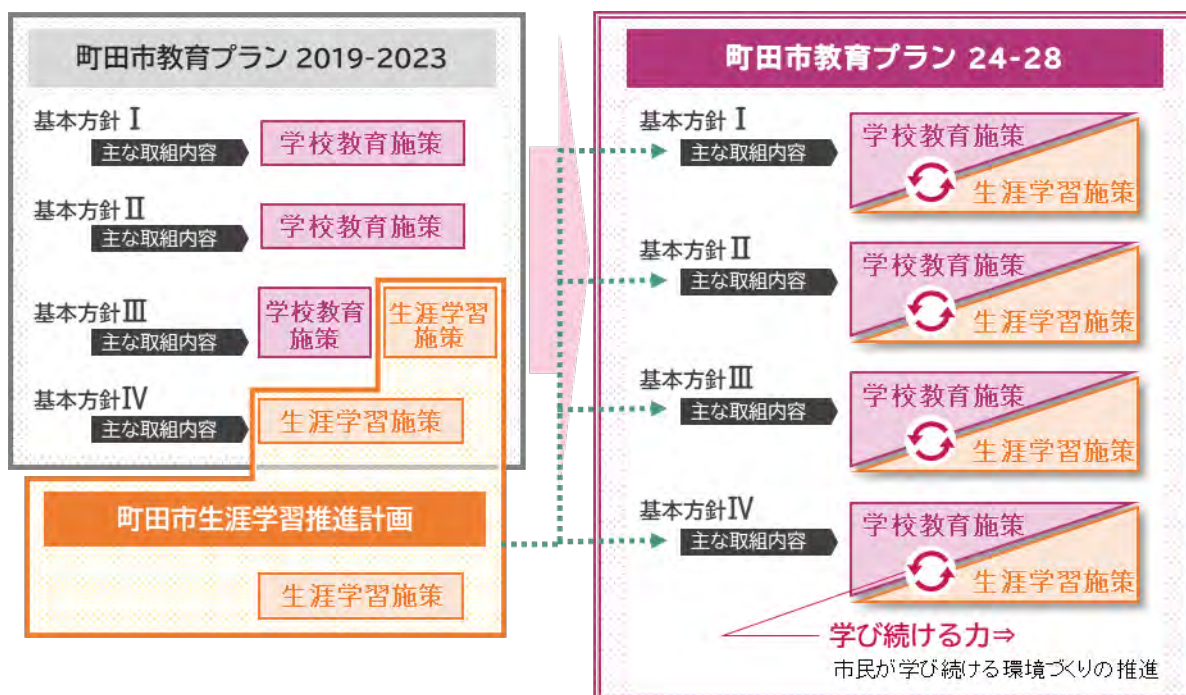 町田市教育プラン 2019-2023
基本方針Ⅰ
主な取組内容
学校教育施策
基本方針Ⅱ
主な取組内容
学校教育施策
基本方針Ⅲ
主な取組内容
学校教育
施策
生涯学習
施策
基本方針Ⅳ
主な取組内容
生涯学習施策
町田市生涯学習推進計画
生涯学習施策
町田市教育プラン 24-28
基本方針Ⅰ
主な取組内容
学校教育施策
生涯学習施策
基本方針Ⅱ
主な取組内容
学校教育施策
生涯学習施策
基本方針Ⅲ
主な取組内容
学校教育施策
生涯学習施策
基本方針Ⅳ
主な取組内容
学校教育施策
生涯学習施策
学び続ける力⇒
市民が学び続ける環境づくりの推進